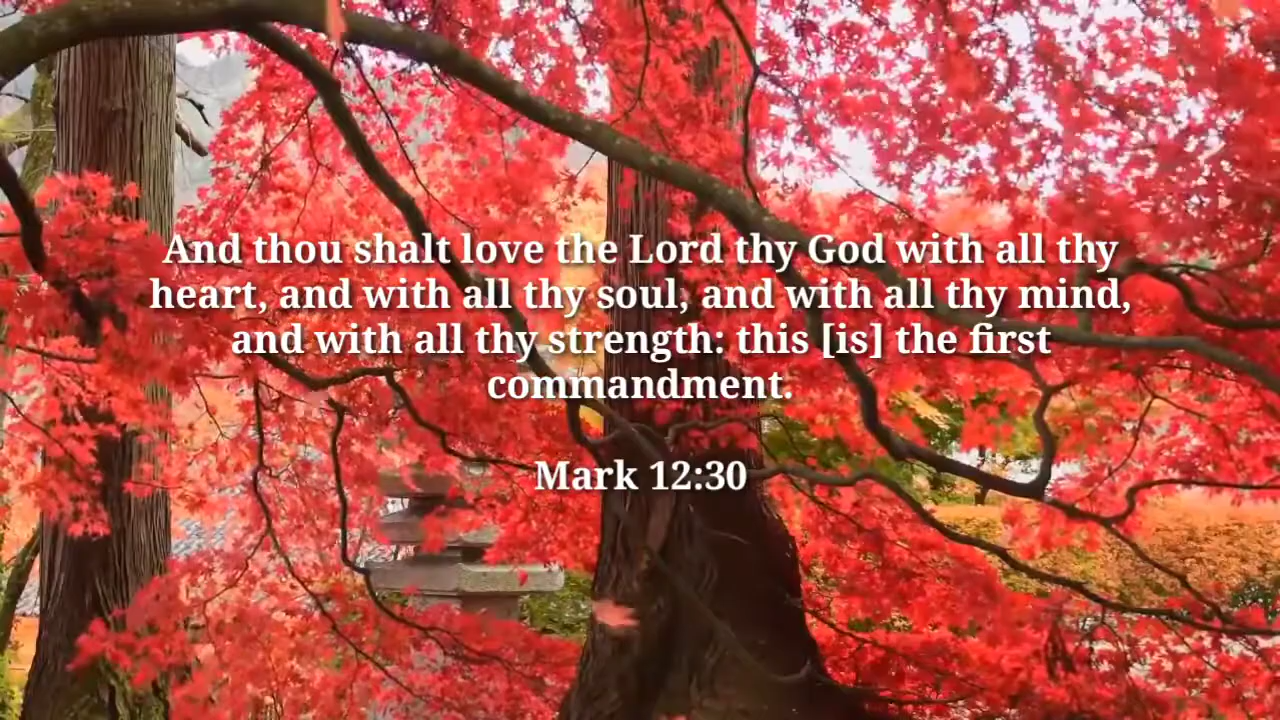 And thou shalt love the Lord thy God with all thy
heart, and with all thy soul, and with all thy mind,
and with all thy strength: this [is] the first
commandment.
Mark 12:30